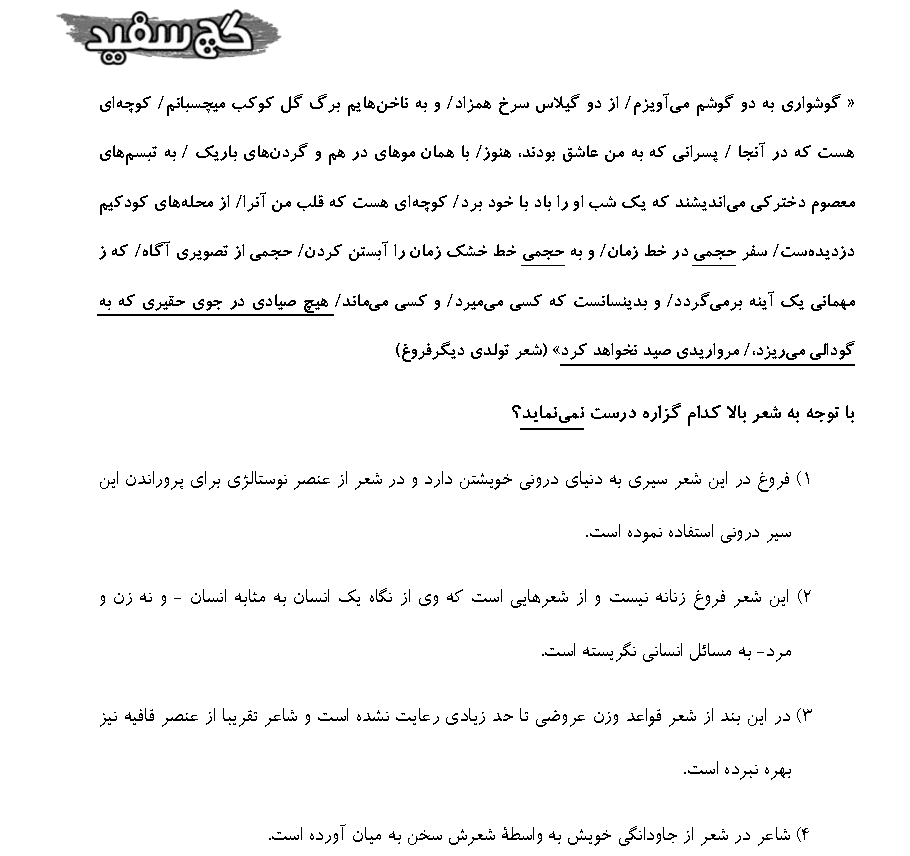 گچ سفید
« گوشواری به دو گوشم می‌آویزم/ از دو گیلاس سرخ همزاد/ و به ناخن‌هایم برگ گل کوکب میچسبانم/ کوچه‌ای
هست که در آنجا / پسرانی که به من عاشق بودند، هنوز/ با همان موهای در هم و گردن‌های باریک / به تبسم‌های
معصوم دخترکی می‌اندیشند که یک شب او را باد با خود برد/ کوچه‌ای هست که قلب من آنرا/ از محله‌های کودکیم
دزدیده‌ست/ سفر حجمی در خط زمان/ و به حجمی خط خشک زمان را آبستن کردن/ حجمی از تصویری آگاه/ که ز
مهمانی یک آینه برمی‌گردد/ و بدینسانست که کسی می‌میرد/ و کسی می‌ماند/ هیچ صیادی در جوی حقیری که به
گودالی می‌ریزد،/ مرواریدی صید نخواهد کرد» (شعر تولدی دیگرفروغ)
با توجه به شعر بالا کدام گزاره درست نمی‌نماید؟
۱) فروغ در این شعر سیری به دنیای درونی خویشتن دارد و در شعر از عنصر نوستالژی برای پروراندن این
سیر درونی استفاده نموده است.
۲) این شعر فروغ زنانه نیست و از شعرهایی است که وی از نگاه یک انسان به مثابه انسان - و نه زن و
مرد- به مسائل انسانی نگریسته است.
۳) در این بند از شعر قواعد وزن عروضی تا حد زیادی رعایت نشده است و شاعر تقریبا از عنصر قافیه نیز
بهره نبرده است.
۴) شاعر در شعر از جاودانگی خویش به واسطۀ شعرش سخن به میان آورده است.